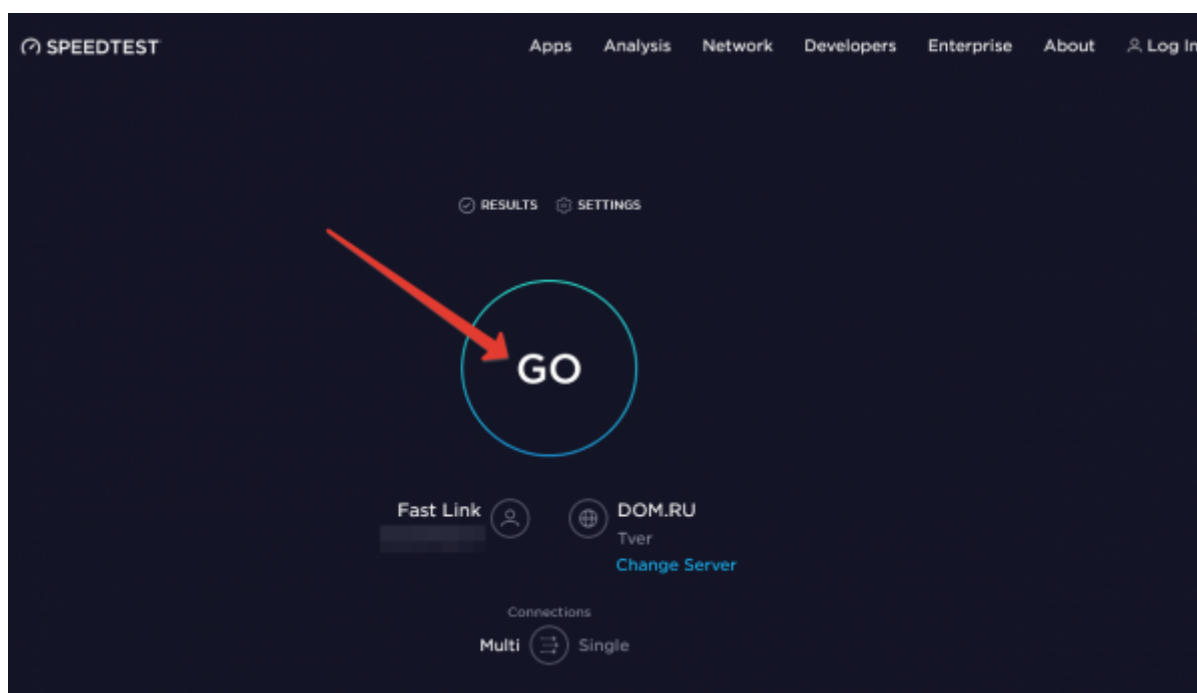 SPEEDTEST Apps Analysis Network Developers Enterprise About Log In
RESULTS SETTINGS
GO
Fast Link DOM.RU
Tver
Change Server
Connections
Multi Single